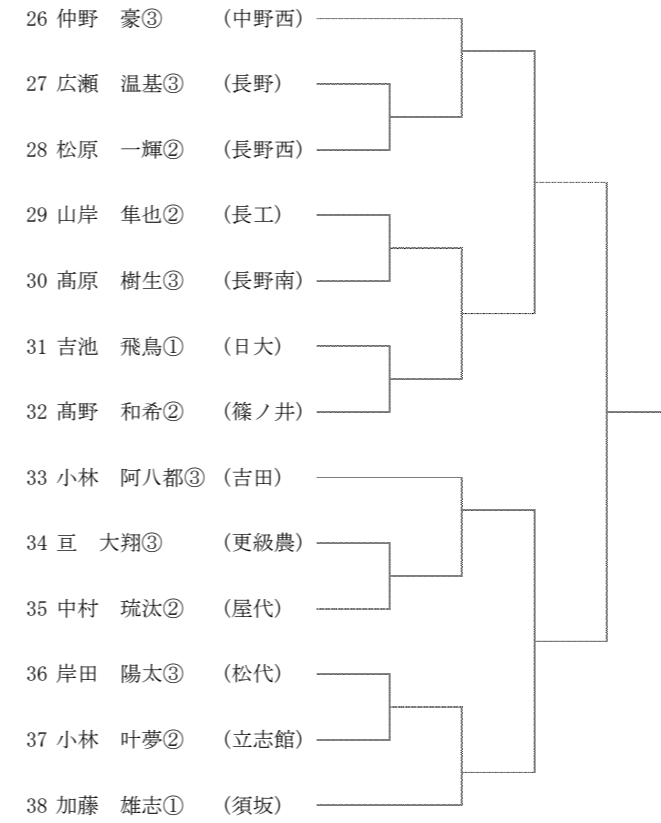 26 仲野　豪③　(中野西)
27 広瀬　温基③　(長野)
28 松原　一輝②　(長野西)
29 山岸　隼也②　(長工)
30 髙原　樹生③　(長野南)
31 吉池　飛鳥①　(日大)
32 髙野　和希②　(篠ノ井)
33 小林　阿八都③　(吉田)
34 亘　大翔③　(更級農)
35 中村　琉汰②　(屋代)
36 岸田　陽太③　(松代)
37 小林　叶夢②　(立志館)
38 加藤　雄志①　(須坂)